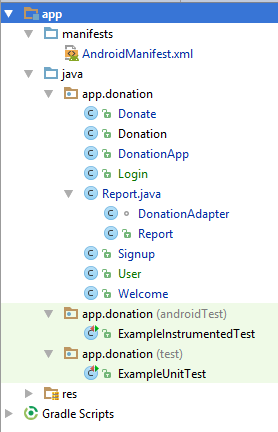 app
manifests
AndroidManifest.xml
java
app.donation
Donate
Donation
DonationApp
Login
Report.java
DonationAdapter
Report
Signup
User
Welcome
app.donation (androidTest)
ExampleInstrumentedTest
app.donation (test)
ExampleUnitTest
res
Gradle Scripts